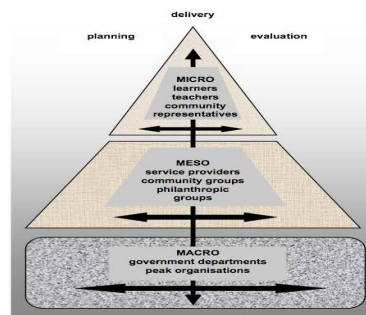 delivery
planning evaluation
MICRO
learners
teachers
community
representatives
MESO
service providers
community groups
philanthropic
groups
MACRO
government departments
peak organisations